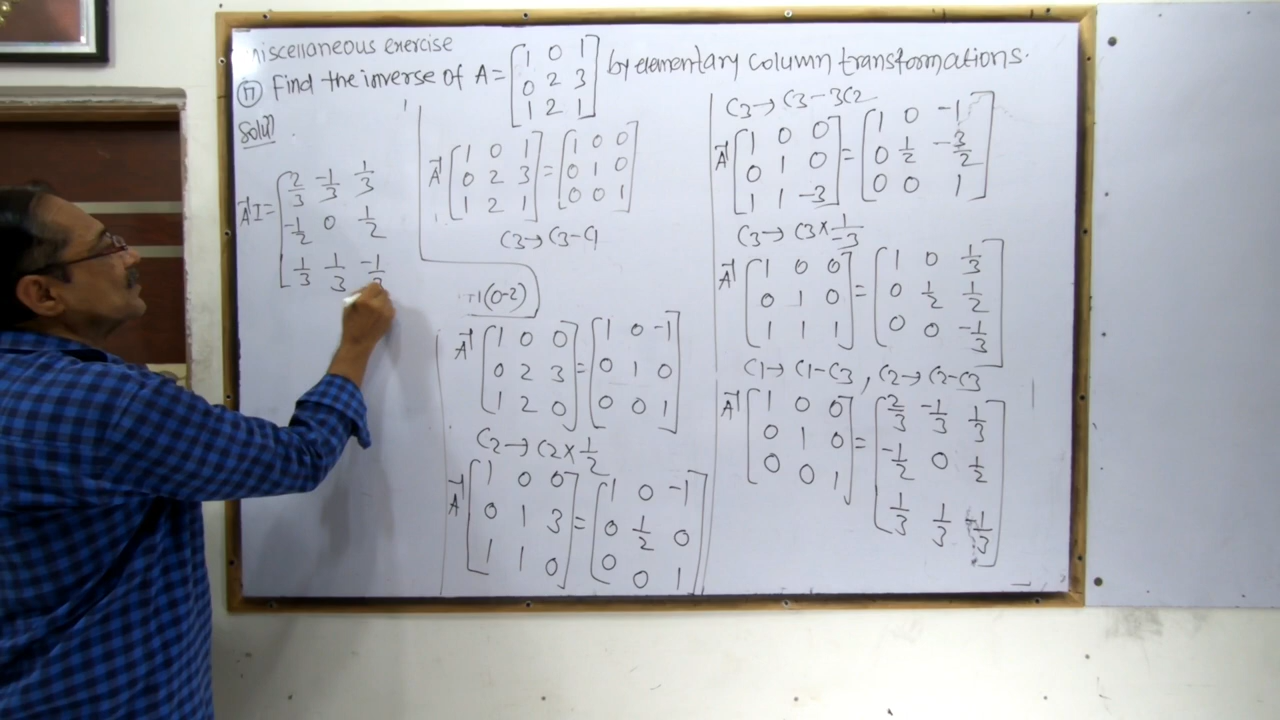 Miscellaneous exercise
⑰ Find the inverse of A = [1 0 1; 0 2 3; 1 2 1] by elementary column transformations.
Soluⁿ
A⁻¹I = [2/3 -1/3 1/3; -1/2 0 1/2; 1/3 1/3 -1/3]
A⁻¹ [1 0 1; 0 2 3; 1 2 1] = [1 0 0; 0 1 0; 0 0 1]
C3 → C3 - C1
1(0-2)
A⁻¹ [1 0 0; 0 2 3; 1 2 0] = [1 0 -1; 0 1 0; 0 0 1]
C2 → C2 × 1/2
A⁻¹ [1 0 0; 0 1 3; 1 1 0] = [1 0 -1; 0 1/2 0; 0 0 1]
C3 → C3 - 3C2
A⁻¹ [1 0 0; 0 1 0; 1 1 -3] = [1 0 -1; 0 1/2 -3/2; 0 0 1]
C3 → C3 × 1/-3
A⁻¹ [1 0 0; 0 1 0; 1 1 1] = [1 0 1/3; 0 1/2 1/2; 0 0 -1/3]
C1 → C1 - C3, C2 → C2 - C3
A⁻¹ [1 0 0; 0 1 0; 0 0 1] = [2/3 -1/3 1/3; -1/2 0 1/2; 1/3 1/3 -1/3]